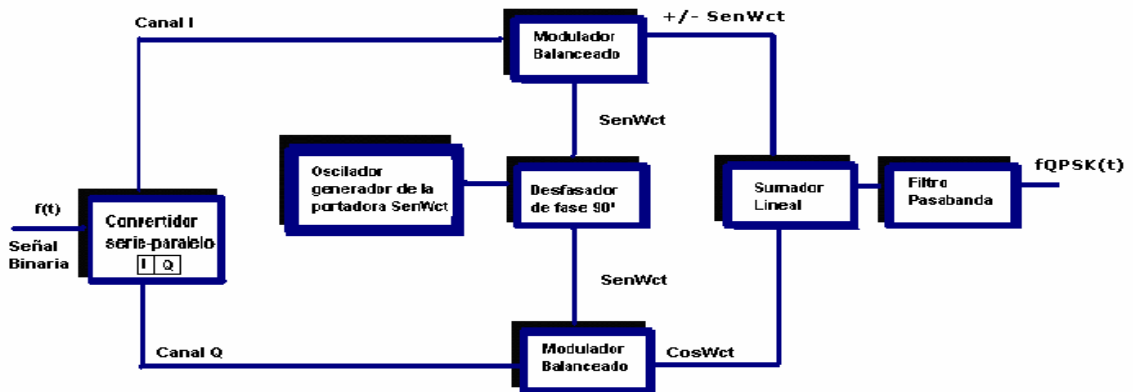 Canal I
+/- SenWct
Modulador
Balanceado
SenWct
Oscilador
generador de la
portadora SenWct
Desfasador
de fase 90°
Sumador
Lineal
Filtro
Pasabanda
fQPSK(t)
f(t)
Señal
Binaria
Convertidor
serie-paralelo
I Q
SenWct
Canal Q
Modulador
Balanceado
CosWct